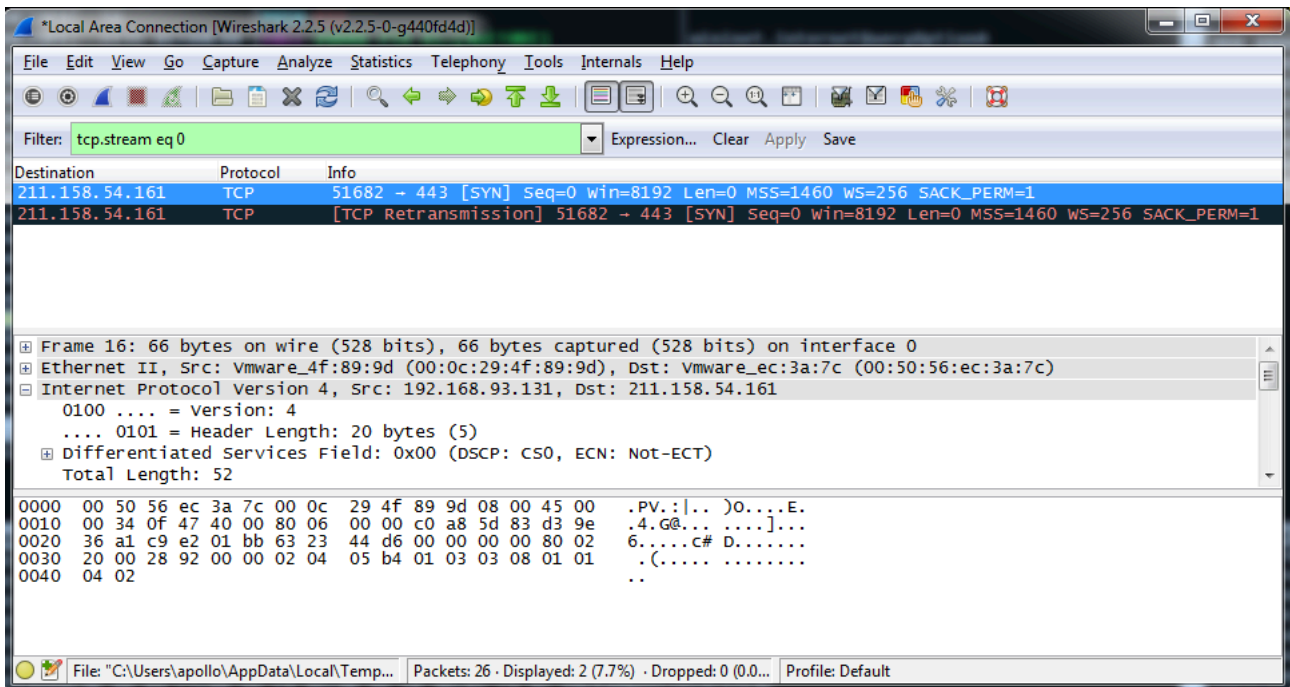 *Local Area Connection [Wireshark 2.2.5 (v2.2.5-0-g440fd4d)]
File Edit View Go Capture Analyze Statistics Telephony Tools Internals Help
Filter: tcp.stream eq 0 Expression... Clear Apply Save
Destination Protocol Info
211.158.54.161 TCP 51682 → 443 [SYN] Seq=0 Win=8192 Len=0 MSS=1460 WS=256 SACK_PERM=1
211.158.54.161 TCP [TCP Retransmission] 51682 → 443 [SYN] Seq=0 Win=8192 Len=0 MSS=1460 WS=256 SACK_PERM=1
Frame 16: 66 bytes on wire (528 bits), 66 bytes captured (528 bits) on interface 0
Ethernet II, Src: Vmware_4f:89:9d (00:0c:29:4f:89:9d), Dst: Vmware_ec:3a:7c (00:50:56:ec:3a:7c)
Internet Protocol Version 4, Src: 192.168.93.131, Dst: 211.158.54.161
0100 .... = Version: 4
.... 0101 = Header Length: 20 bytes (5)
Differentiated Services Field: 0x00 (DSCP: CS0, ECN: Not-ECT)
Total Length: 52
0000 00 50 56 ec 3a 7c 00 0c 29 4f 89 9d 08 00 45 00 .PV.:|.. )O....E.
0010 00 34 0f 47 40 00 80 06 00 00 c0 a8 5d 83 d3 9e .4.G@... ....]...
0020 36 a1 c9 e2 01 bb 63 23 44 d6 00 00 00 00 80 02 6.....c# D.......
0030 20 00 28 92 00 00 02 04 05 b4 01 03 03 08 01 01 .(..... ........
0040 04 02 ..
File: "C:\Users\apollo\AppData\Local\Temp... Packets: 26 · Displayed: 2 (7.7%) · Dropped: 0 (0.0... Profile: Default